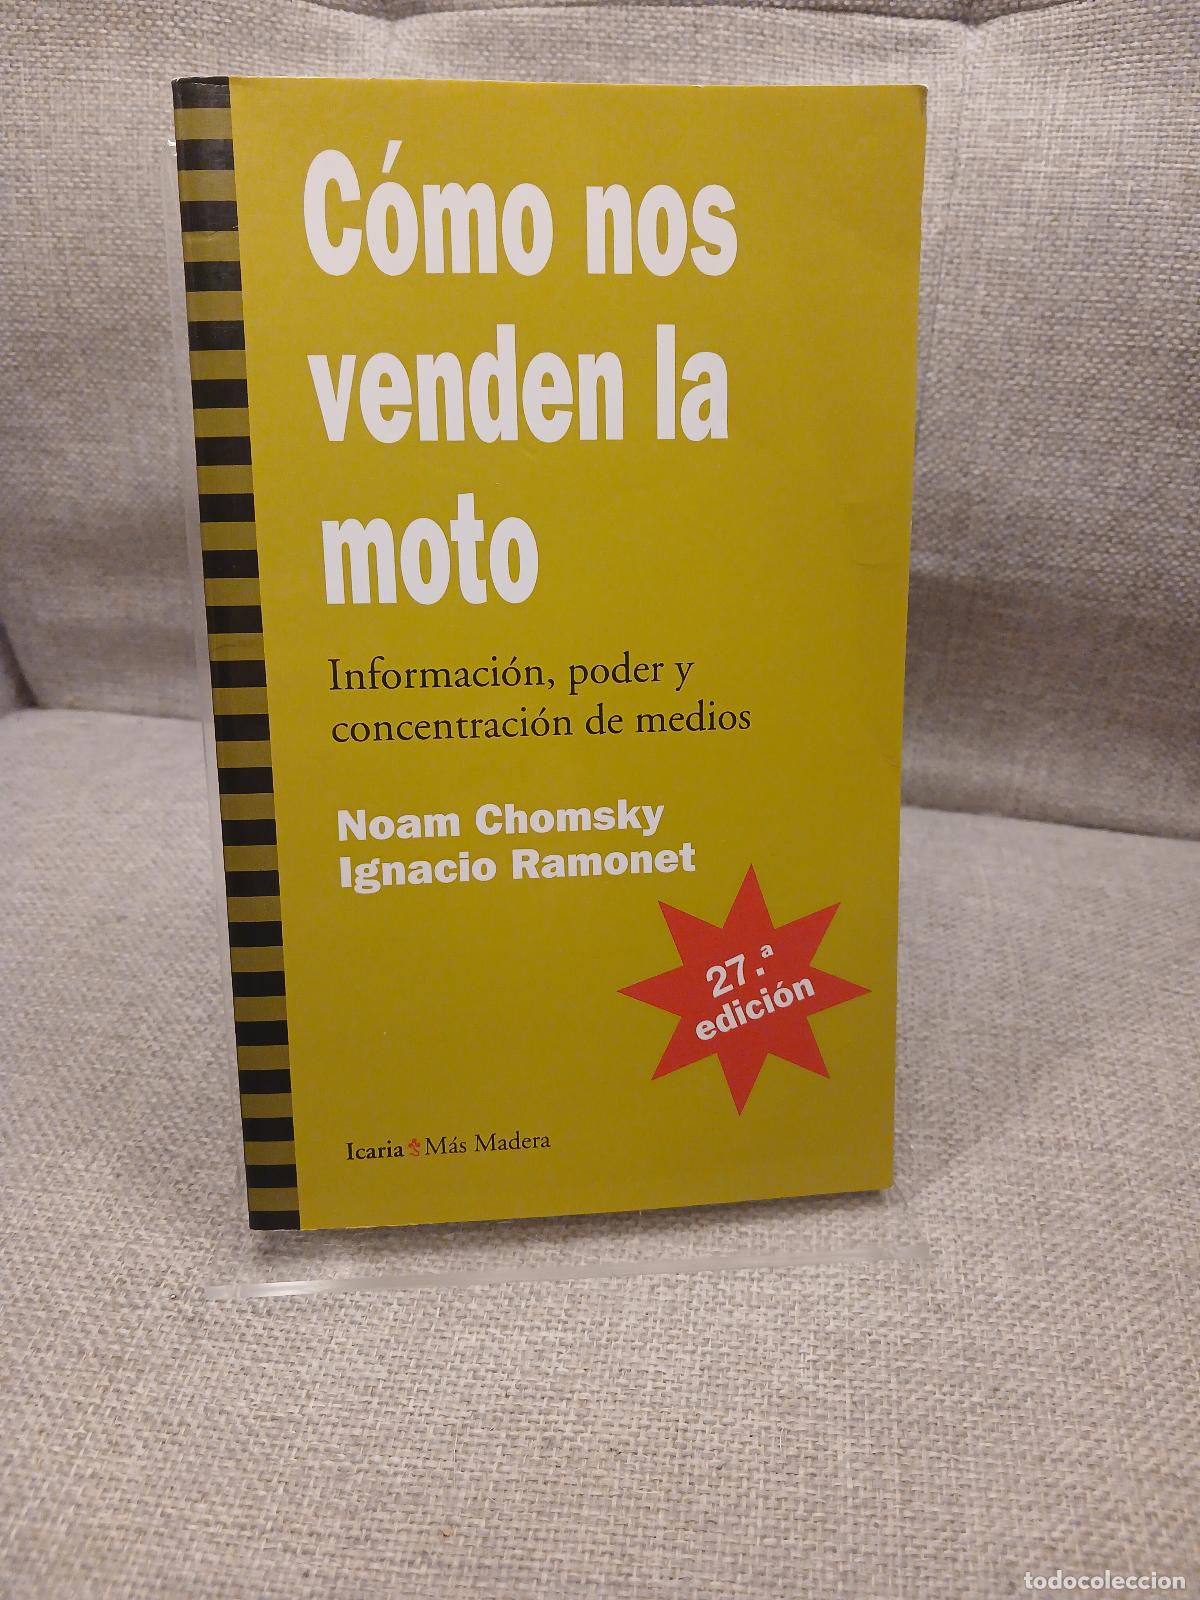 Cómo nos
venden la
moto
Información, poder y
concentración de medios
Noam Chomsky
Ignacio Ramonet
27.ª
edición
Icaria Más Madera
todocoleccion